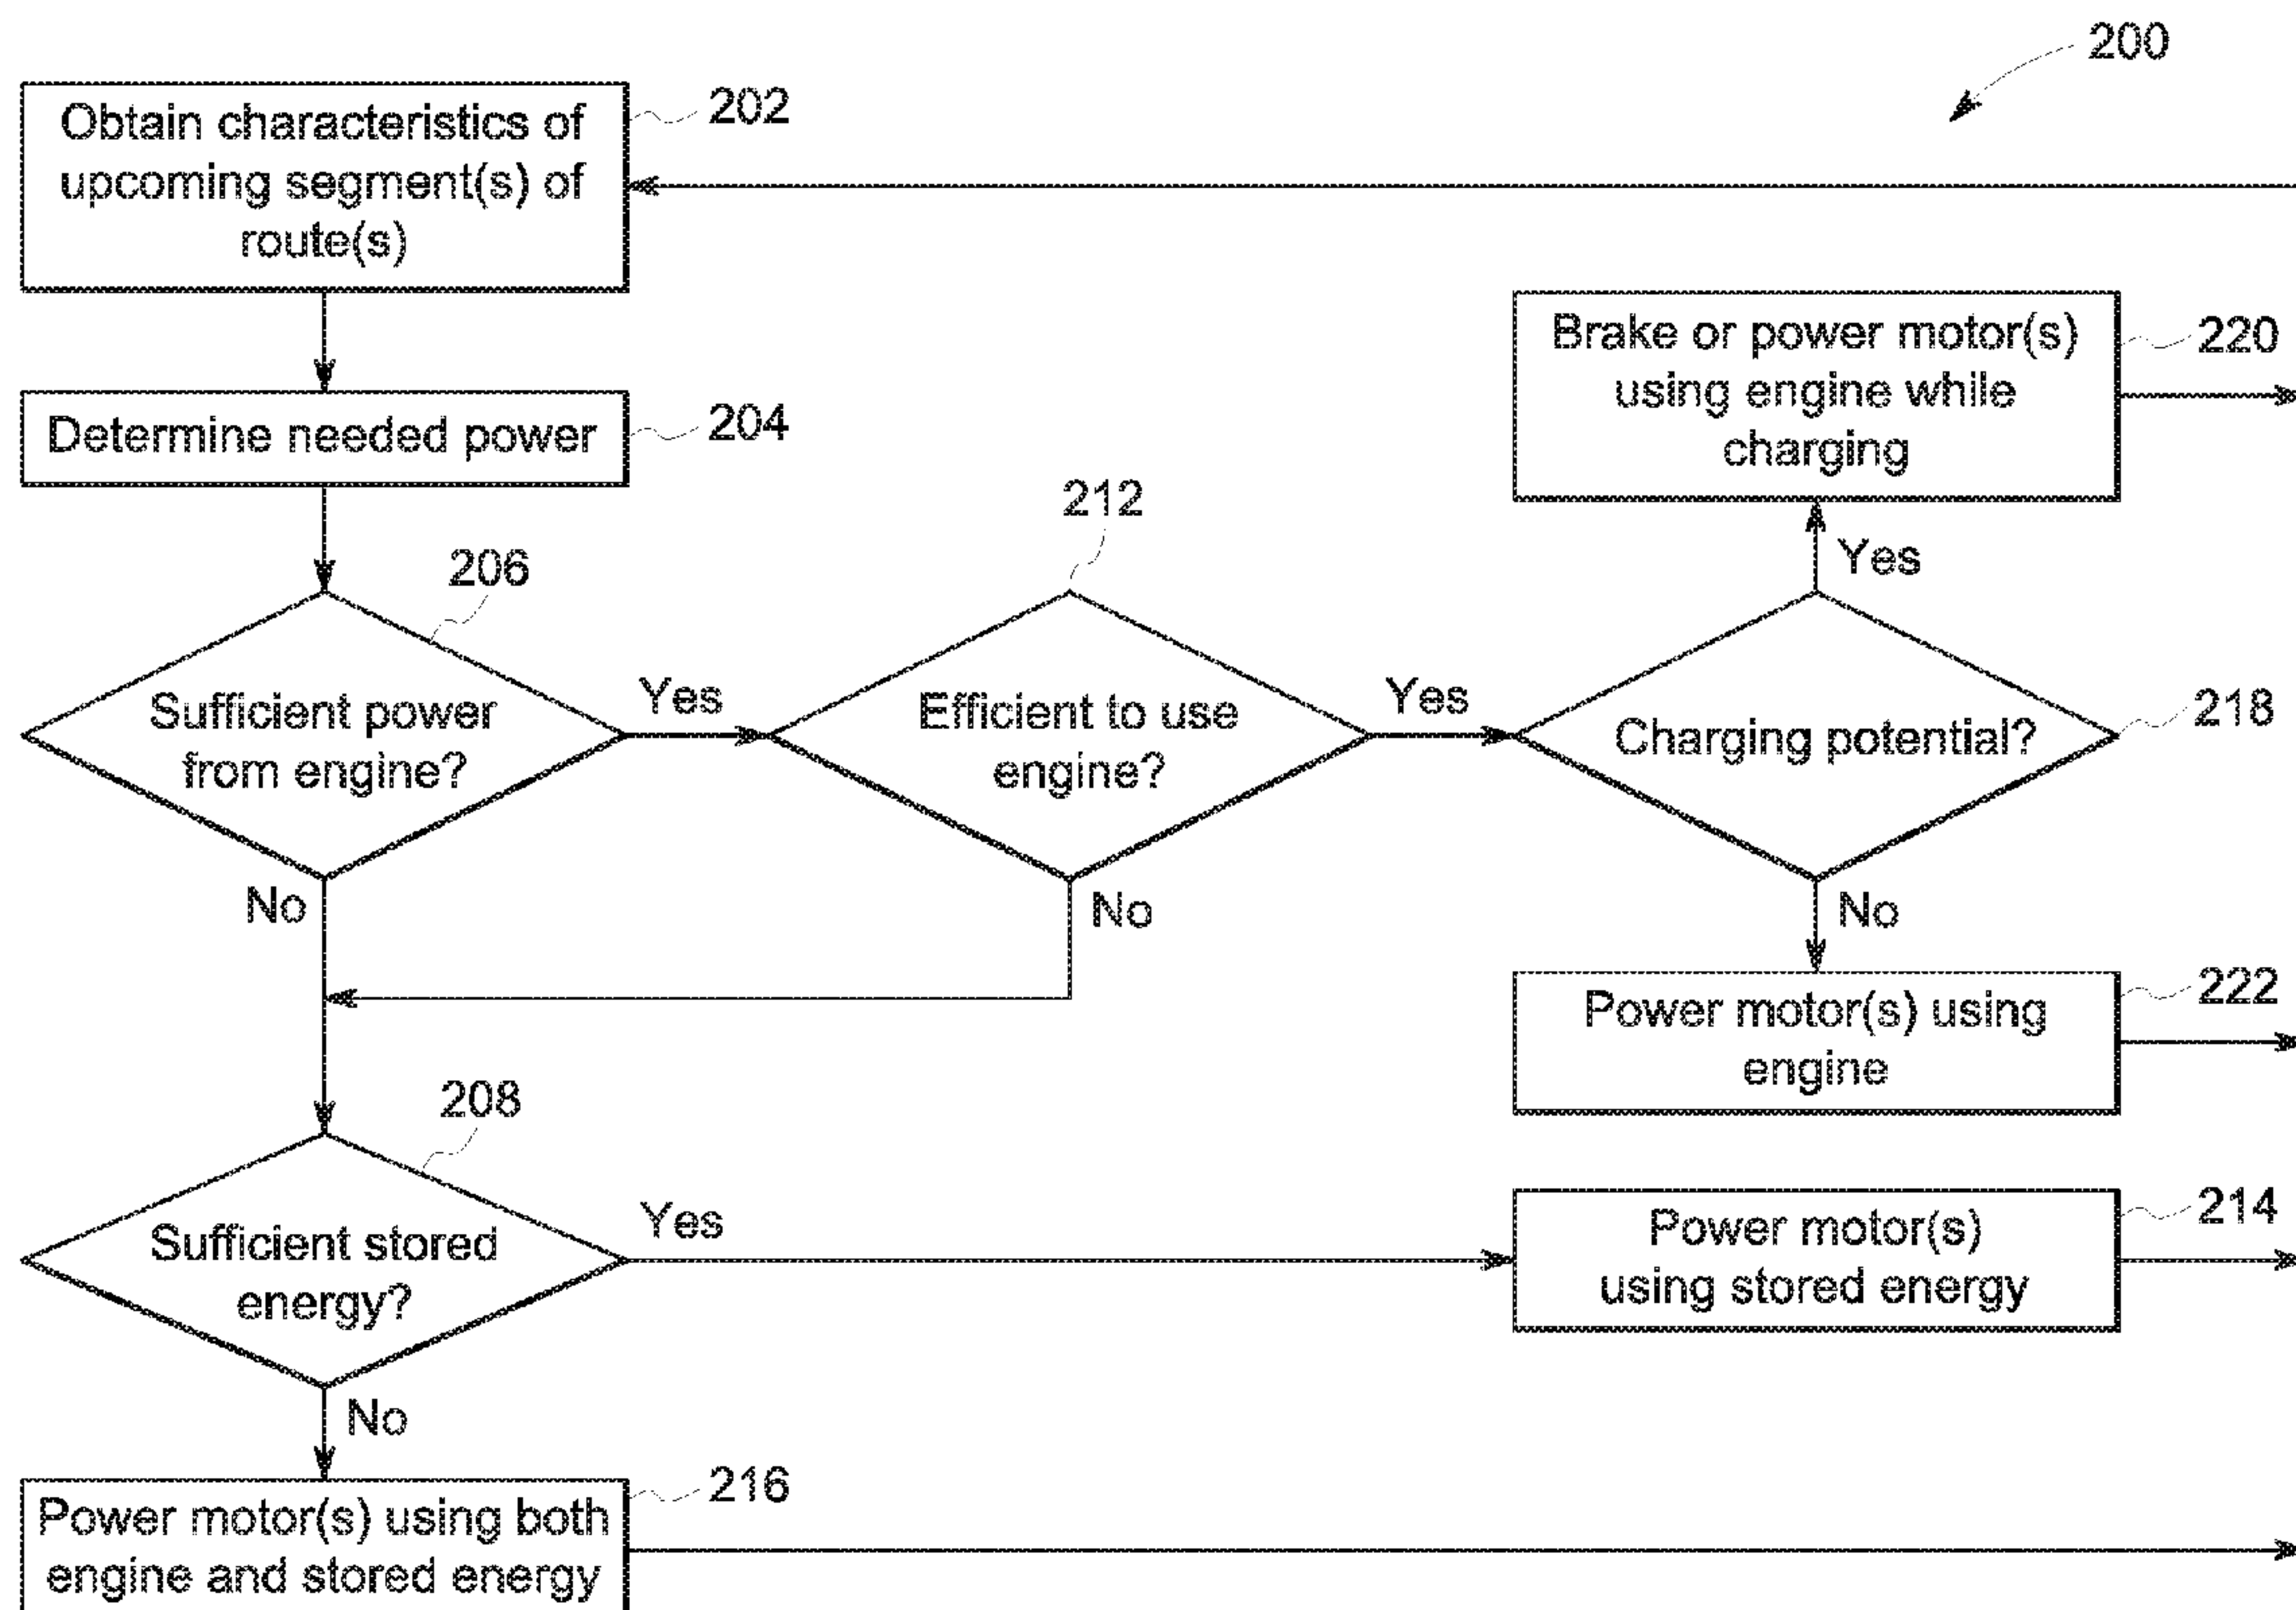 200
Obtain characteristics of
upcoming segment(s) of
route(s)
202
Determine needed power
204
Sufficient power
from engine?
206
Yes
No
Efficient to use
engine?
212
Yes
No
Charging potential?
218
Yes
No
Brake or power motor(s)
using engine while
charging
220
Power motor(s) using
engine
222
Sufficient stored
energy?
208
Yes
No
Power motor(s)
using stored energy
214
Power motor(s) using both
engine and stored energy
216